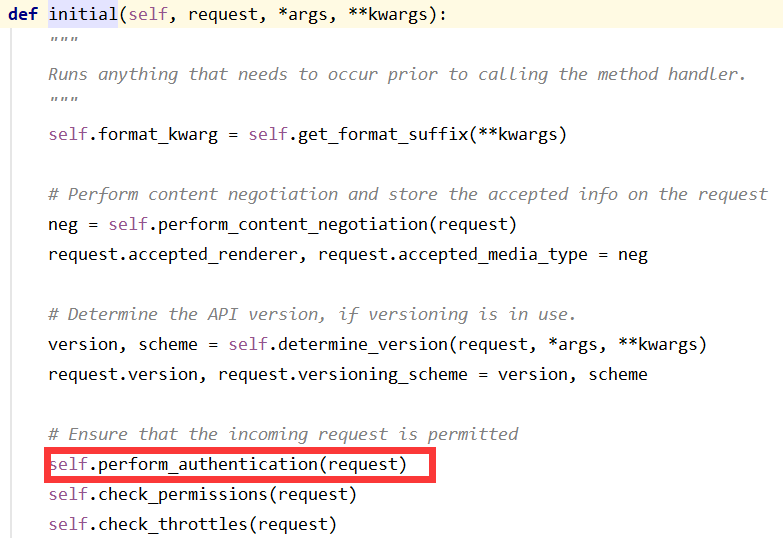 def initial(self, request, *args, **kwargs):
"""
Runs anything that needs to occur prior to calling the method handler.
"""
self.format_kwarg = self.get_format_suffix(**kwargs)
# Perform content negotiation and store the accepted info on the request
neg = self.perform_content_negotiation(request)
request.accepted_renderer, request.accepted_media_type = neg
# Determine the API version, if versioning is in use.
version, scheme = self.determine_version(request, *args, **kwargs)
request.version, request.versioning_scheme = version, scheme
# Ensure that the incoming request is permitted
self.perform_authentication(request)
self.check_permissions(request)
self.check_throttles(request)